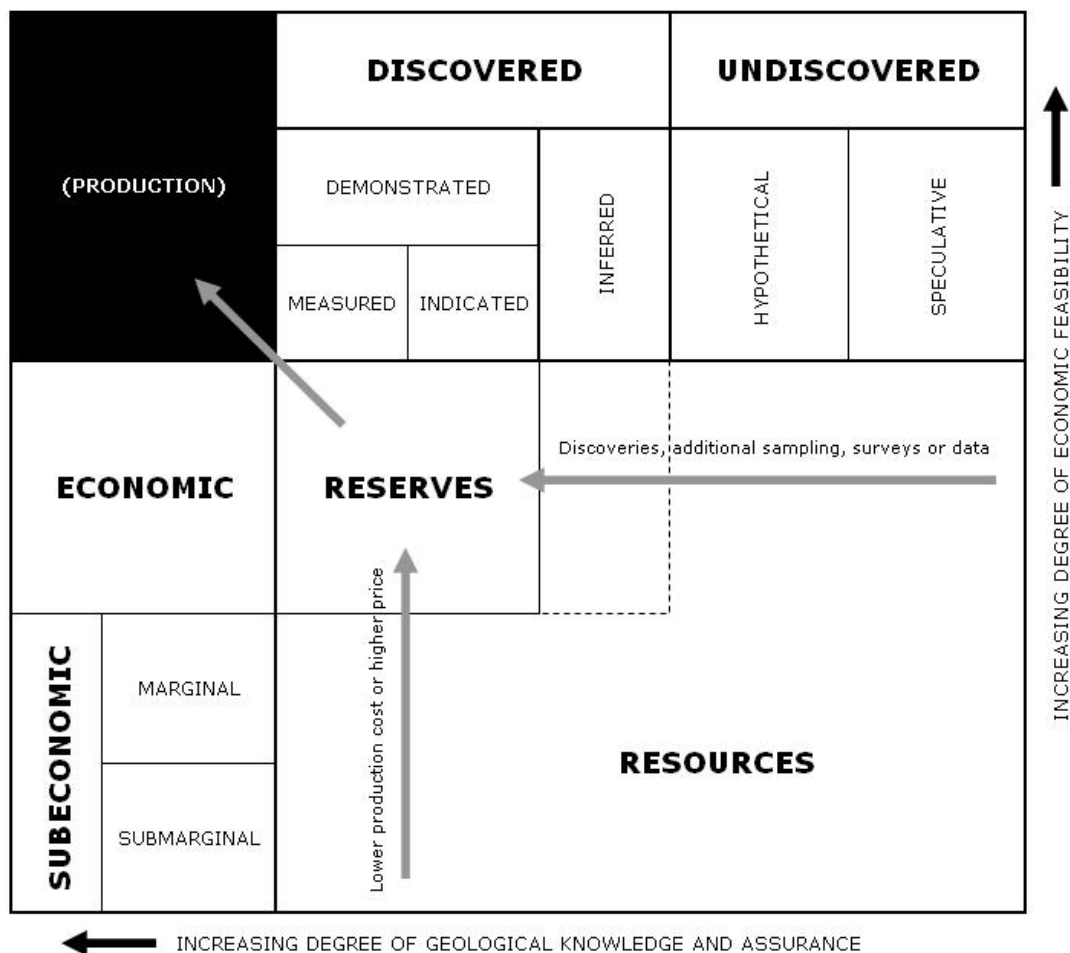 DISCOVERED
UNDISCOVERED
(PRODUCTION)
DEMONSTRATED
INFERRED
HYPOTHETICAL
SPECULATIVE
MEASURED
INDICATED
ECONOMIC
RESERVES
Discoveries, additional sampling, surveys or data
Lower production cost or higher price
SUBECONOMIC
MARGINAL
SUBMARGINAL
RESOURCES
INCREASING DEGREE OF ECONOMIC FEASIBILITY
INCREASING DEGREE OF GEOLOGICAL KNOWLEDGE AND ASSURANCE